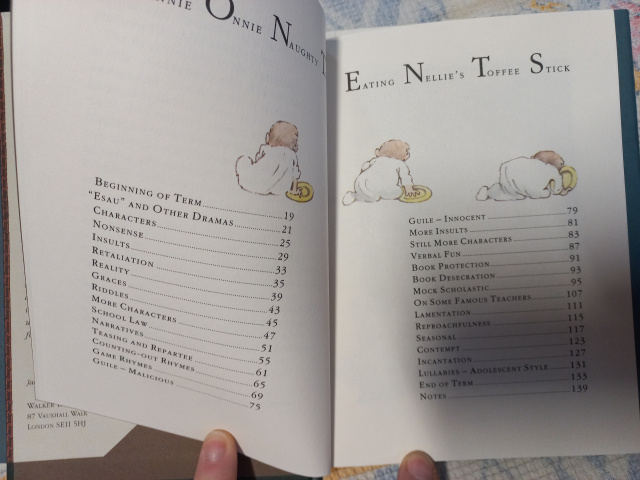 Onnie Naughty
Beginning of Term 19
"Esau" and Other Dramas 21
Characters 25
Nonsense 29
Insults 33
Retaliation 35
Reality 39
Graces 43
Riddles 45
More Characters 47
School Law 51
Narratives 55
Teasing and Repartee 61
Counting-out Rhymes 65
Game Rhymes 69
Guile – Malicious 75
87 Vauxhall Walk
London SE11 5HJ
Eating Nellie's Toffee Stick
Guile – Innocent 79
More Insults 81
Still More Characters 83
Verbal Fun 87
Book Protection 91
Book Desecration 93
Mock Scholastic 95
On Some Famous Teachers 107
Lamentation 111
Reproachfulness 115
Seasonal 117
Contempt 123
Incantation 127
Lullabies – Adolescent Style 131
End of Term 133
Notes 139